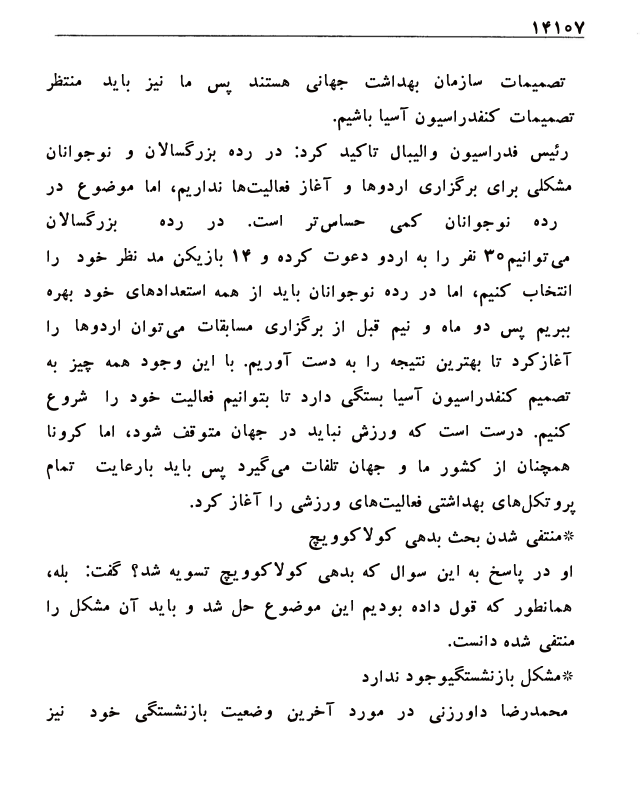 ۱۴۱۰۷
تصمیمات سازمان بهداشت جهانی هستند پس ما نیز باید منتظر
تصمیمات کنفدراسیون آسیا باشیم.
رئیس فدراسیون والیبال تاکید کرد: در رده بزرگسالان و نوجوانان
مشکلی برای برگزاری اردوها و آغاز فعالیت‌ها نداریم، اما موضوع در
رده نوجوانان کمی حساس‌تر است. در رده بزرگسالان
می‌توانیم۳۰ نفر را به اردو دعوت کرده و ۱۴ بازیکن مد نظر خود را
انتخاب کنیم، اما در رده نوجوانان باید از همه استعدادهای خود بهره
ببریم پس دو ماه و نیم قبل از برگزاری مسابقات می‌توان اردوها را
آغازکرد تا بهترین نتیجه را به دست آوریم. با این وجود همه چیز به
تصمیم کنفدراسیون آسیا بستگی دارد تا بتوانیم فعالیت خود را شروع
کنیم. درست است که ورزش نباید در جهان متوقف شود، اما کرونا
همچنان از کشور ما و جهان تلفات می‌گیرد پس باید بارعایت تمام
پروتکل‌های بهداشتی فعالیت‌های ورزشی را آغاز کرد.
*منتفی شدن بحث بدهی کولاکوویچ
او در پاسخ به این سوال که بدهی کولاکوویچ تسویه شد؟ گفت: بله،
همانطور که قول داده بودیم این موضوع حل شد و باید آن مشکل را
منتفی شده دانست.
*مشکل بازنشستگیوجود ندارد
محمدرضا داورزنی در مورد آخرین وضعیت بازنشستگی خود نیز